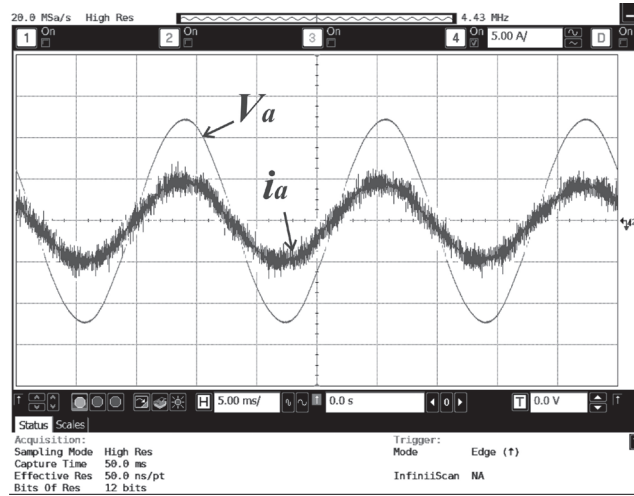 20.0 MSa/s High Res 4.43 MHz
1 On 2 On 3 On 4 On 5.00 A/ D On
Va
ia
H 5.00 ms/ 0.0 s 0 T 0.0 V
Status Scales
Acquisition: Trigger:
Sampling Mode High Res Mode Edge (↑)
Capture Time 50.0 ms
Effective Res 50.0 ns/pt InfiniiScan NA
Bits Of Res 12 bits